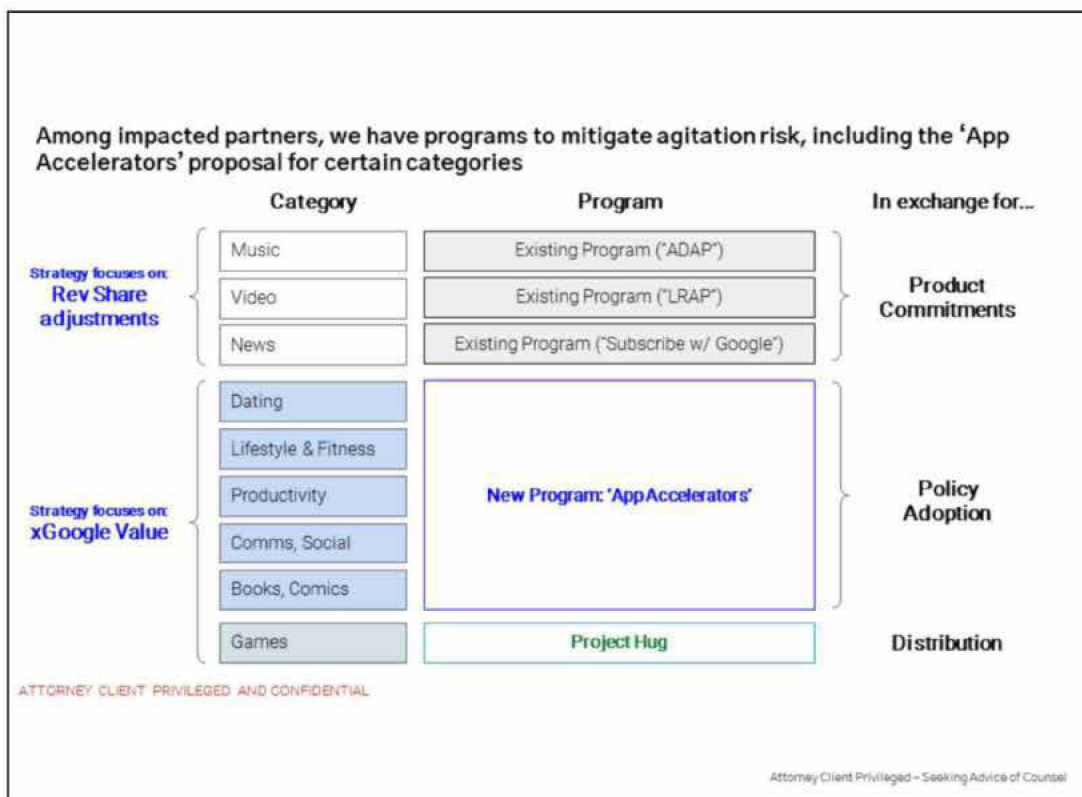 Among impacted partners, we have programs to mitigate agitation risk, including the ‘App
Accelerators’ proposal for certain categories
Category
Program
In exchange for...
Strategy focuses on:
Rev Share
adjustments
Music
Existing Program ("ADAP")
Video
Existing Program ("LRAP")
News
Existing Program ("Subscribe w/ Google")
Product
Commitments
Strategy focuses on:
xGoogle Value
Dating
Lifestyle & Fitness
Productivity
Comms, Social
Books, Comics
New Program: 'App Accelerators'
Policy
Adoption
Games
Project Hug
Distribution
ATTORNEY CLIENT PRIVILEGED AND CONFIDENTIAL
Attorney Client Privileged – Seeking Advice of Counsel